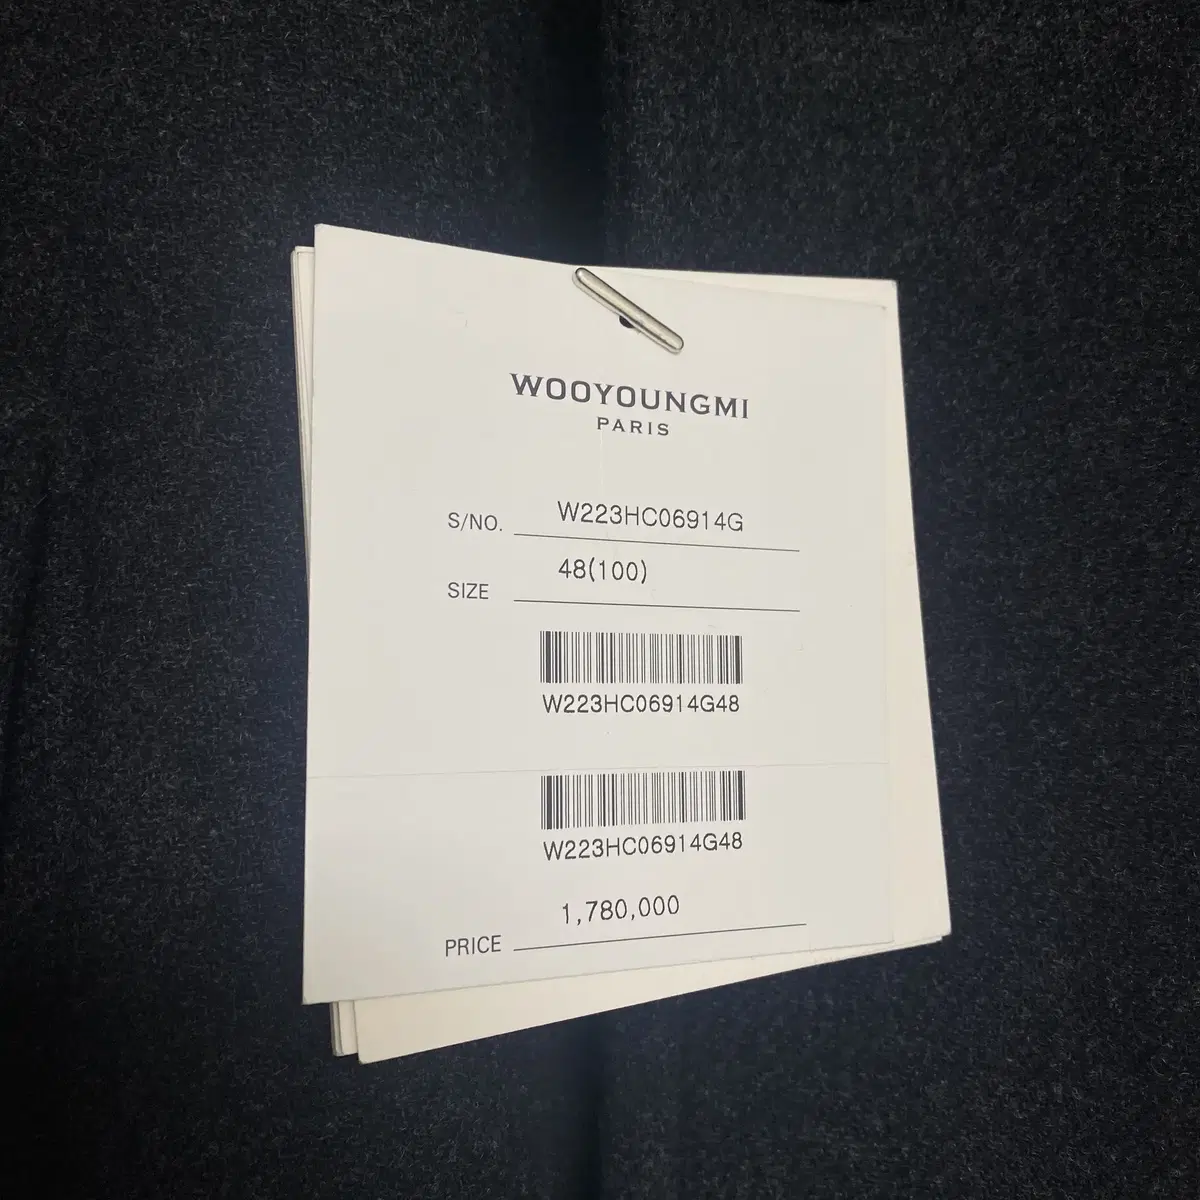 WOOYOUNGMI
PARIS
S/NO. W223HC06914G
SIZE 48(100)
W223HC06914G48
W223HC06914G48
PRICE 1,780,000